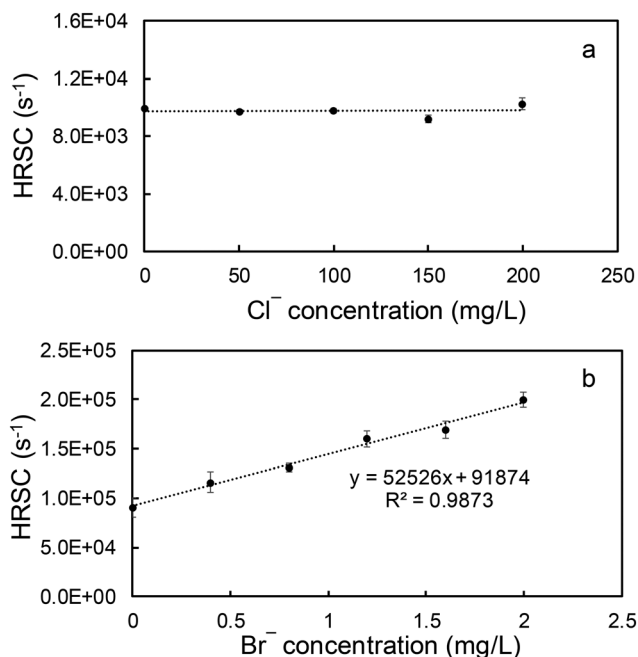 1.6E+04
a
1.2E+04
8.0E+03
4.0E+03
0.0E+00
HRSC (s⁻¹)
0 50 100 150 200 250
Cl⁻ concentration (mg/L)
2.5E+05
b
2.0E+05
1.5E+05
1.0E+05
5.0E+04
0.0E+00
HRSC (s⁻¹)
y = 52526x + 91874
R² = 0.9873
0 0.5 1 1.5 2 2.5
Br⁻ concentration (mg/L)